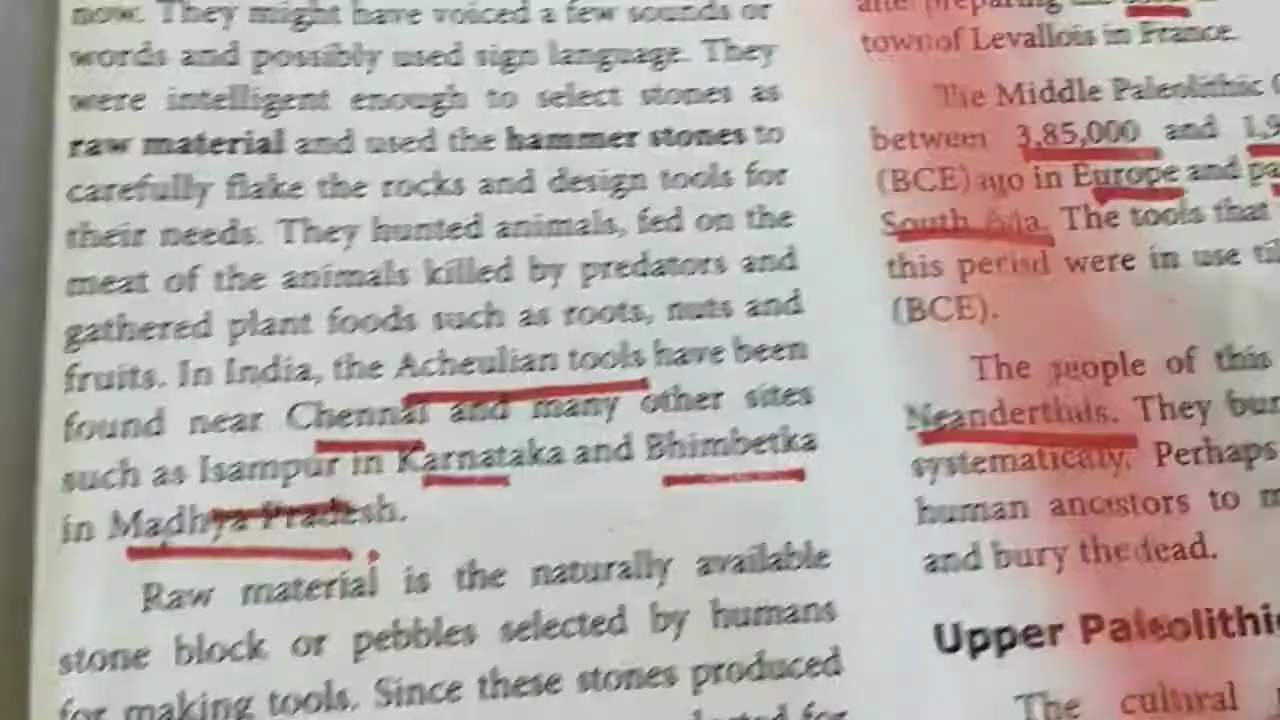 now. They might have voiced a few sounds or
words and possibly used sign language. They
were intelligent enough to select stones as
raw material and used the hammer stones to
carefully flake the rocks and design tools for
their needs. They hunted animals, fed on the
meat of the animals killed by predators and
gathered plant foods such as roots, nuts and
fruits. In India, the Acheulian tools have been
found near Chennai and many other sites
such as Isampur in Karnataka and Bhimbetka
in Madhya Pradesh.
Raw material is the naturally available
stone block or pebbles selected by humans
for making tools. Since these stones produced
for
preparing
town of Levallois in France.
The Middle Paleolithic
between 3,85,000 and
(BCE) ago in Europe and
South Asia. The tools that
this period were in use
(BCE).
The people of this
Neanderthals. They
systematically. Perhaps
human ancestors to
and bury the dead.
Upper Paleolithic
The cultural